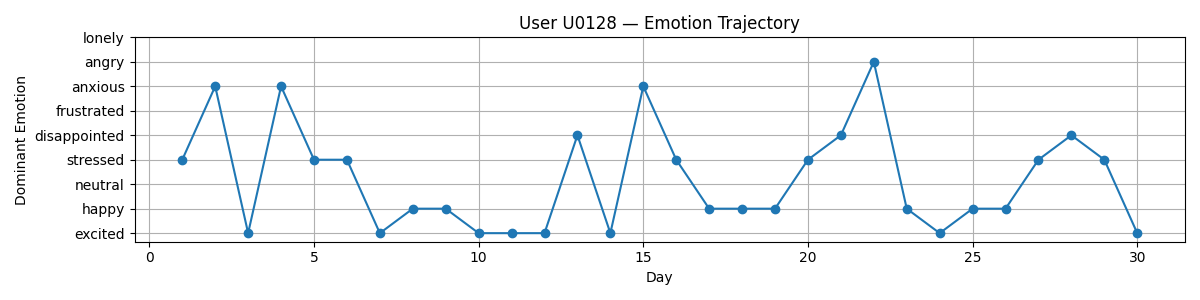 User U0128 — Emotion Trajectory
Dominant Emotion
lonely
angry
anxious
frustrated
disappointed
stressed
neutral
happy
excited
0 5 10 15 20 25 30
Day